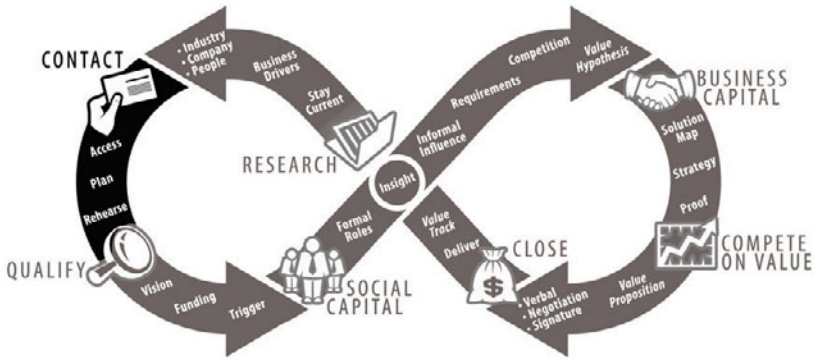 CONTACT
• Industry
• Company
• People
Business
Drivers
Stay
Current
RESEARCH
Access
Plan
Rehearse
QUALIFY
Vision
Funding
Trigger
SOCIAL
CAPITAL
Formal
Roles
Insight
Informal
Influence
Requirements
Competition
Value
Hypothesis
BUSINESS
CAPITAL
Solution
Map
Strategy
Proof
COMPETE
ON VALUE
Value
Proposition
• Verbal
• Negotiation
• Signature
CLOSE
$
Deliver
Value
Track